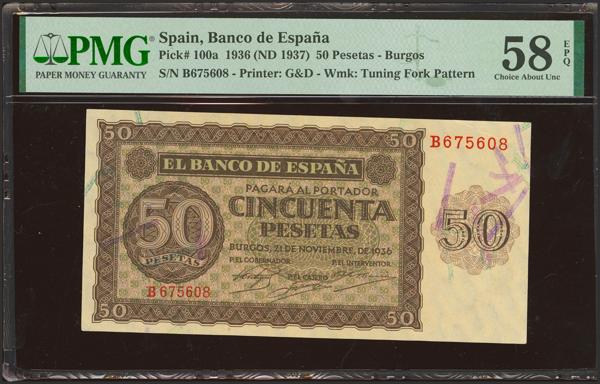 PMG
PAPER MONEY GUARANTY
Spain, Banco de España
Pick# 100a 1936 (ND 1937) 50 Pesetas - Burgos
S/N B675608 - Printer: G&D - Wmk: Tuning Fork Pattern
58 EPQ
Choice About Unc
50
50
B675608
EL BANCO DE ESPAÑA
PAGARÁ AL PORTADOR
CINCUENTA
PESETAS
50
PESETAS
50
BURGOS, 21 DE NOVIEMBRE, DE 1936
P. EL GOBERNADOR
P. EL INTERVENTOR
P. EL CAJERO
B675608
50
50